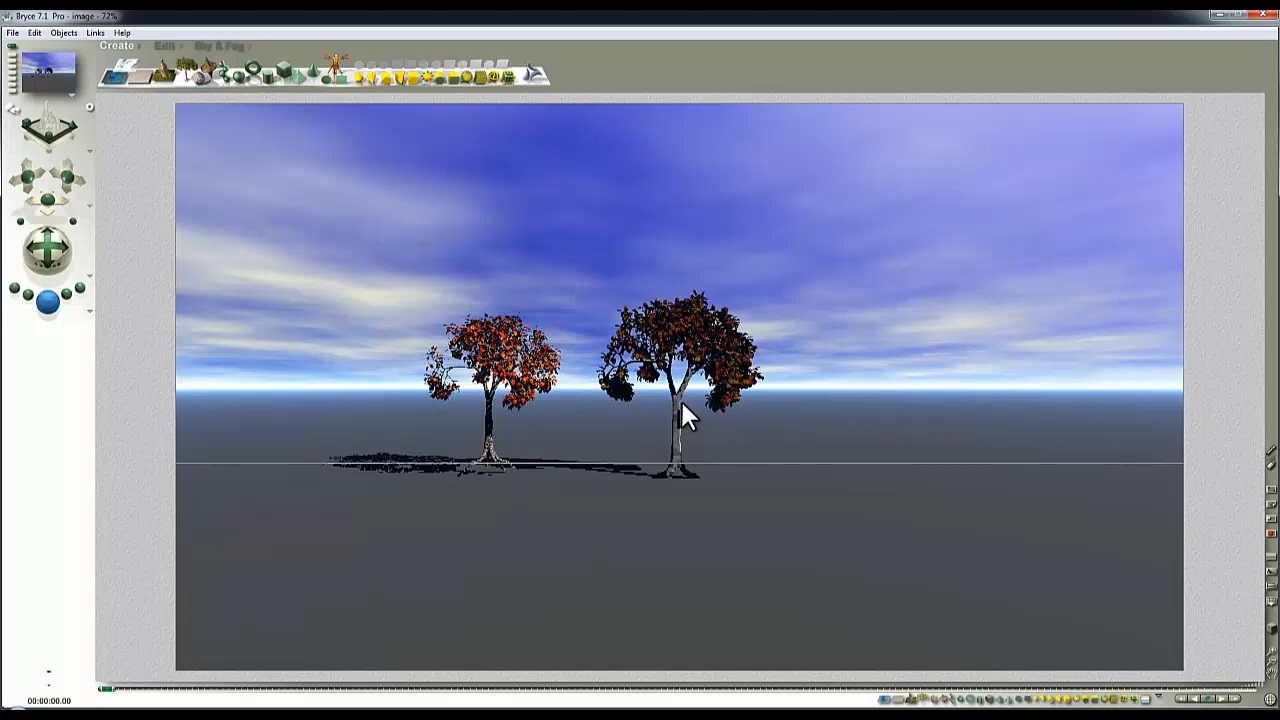 Bryce 7.1 Pro - image - 72%
File Edit Objects Links Help
Create Edit Sky & Fog
00:00:00.00